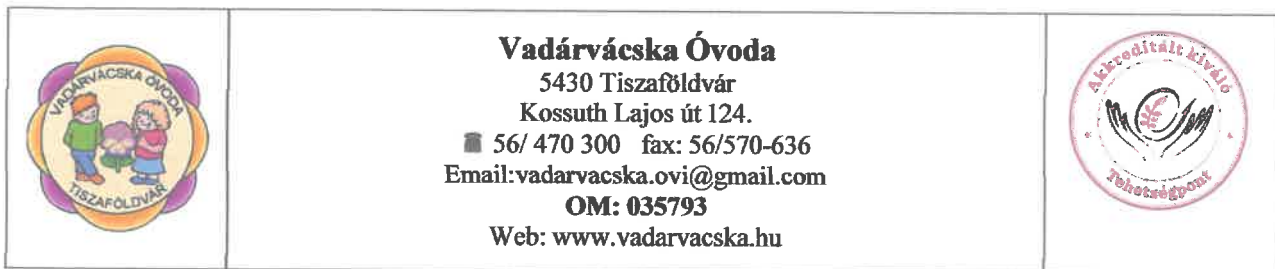 VADÁRVÁCSKA ÓVODA
TISZAFÖLDVÁR
Vadárvácska Óvoda
5430 Tiszaföldvár
Kossuth Lajos út 124.
☎ 56/ 470 300 fax: 56/570-636
Email:vadarvacska.ovi@gmail.com
OM: 035793
Web: www.vadarvacska.hu
Akkreditált kiváló
Tehetségpont